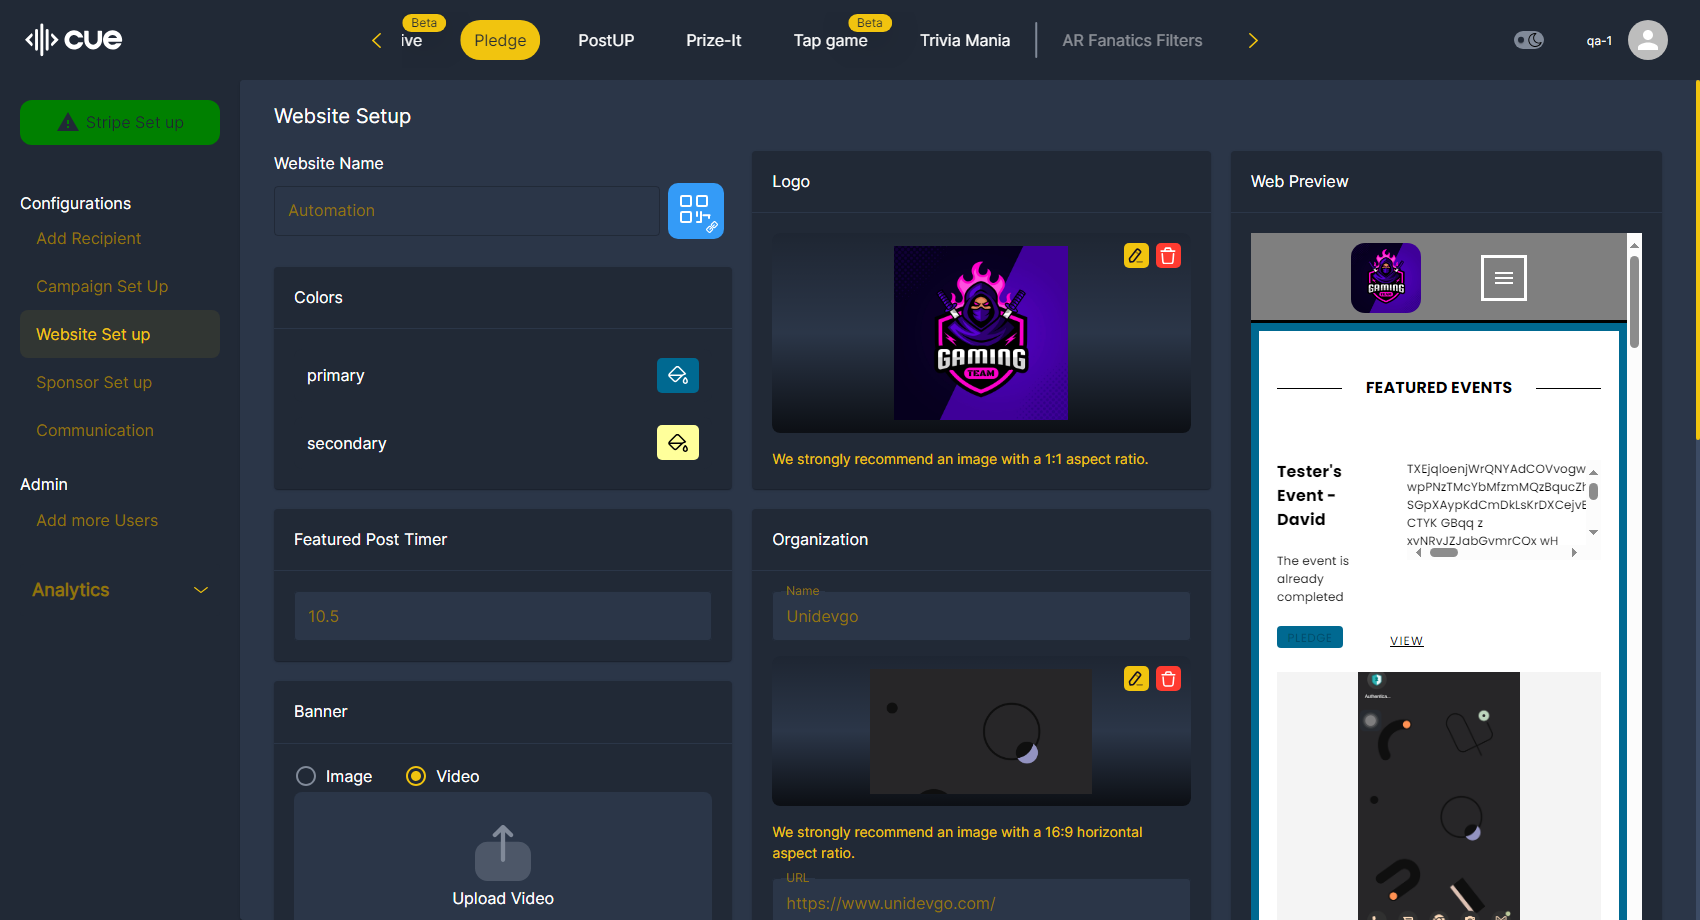 cue
Beta
ive
Pledge
PostUP
Prize-It
Beta
Tap game
Trivia Mania
AR Fanatics Filters
qa-1
Stripe Set up
Configurations
Add Recipient
Campaign Set Up
Website Set up
Sponsor Set up
Communication
Admin
Add more Users
Analytics
Website Setup
Website Name
Automation
Colors
primary
secondary
Featured Post Timer
10.5
Banner
Image
Video
Upload Video
Logo
GAMING
TEAM
We strongly recommend an image with a 1:1 aspect ratio.
Organization
Name
Unidevgo
We strongly recommend an image with a 16:9 horizontal
aspect ratio.
URL
https://www.unidevgo.com/
Web Preview
GAMING
FEATURED EVENTS
Tester's
Event -
David
The event is
already
completed
TXEjqloenjWrQNYAdCOVvogw
wpPNzTMcYbMfzmMQzBqucZh
SGpXAypKdCmDkLsKrDXCejvE
CTYK GBqq z
xvNRvJZJabGvmrCOx wH
PLEDGE
VIEW
Authentica...